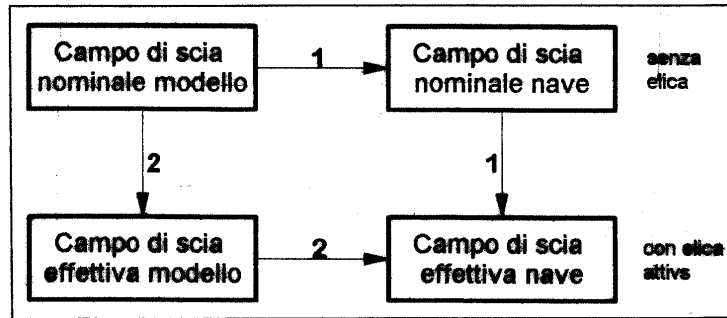 Campo di scia
nominale modello
1
Campo di scia
nominale nave
senza
elica
2
1
Campo di scia
effettiva modello
2
Campo di scia
effettiva nave
con elica
attivs